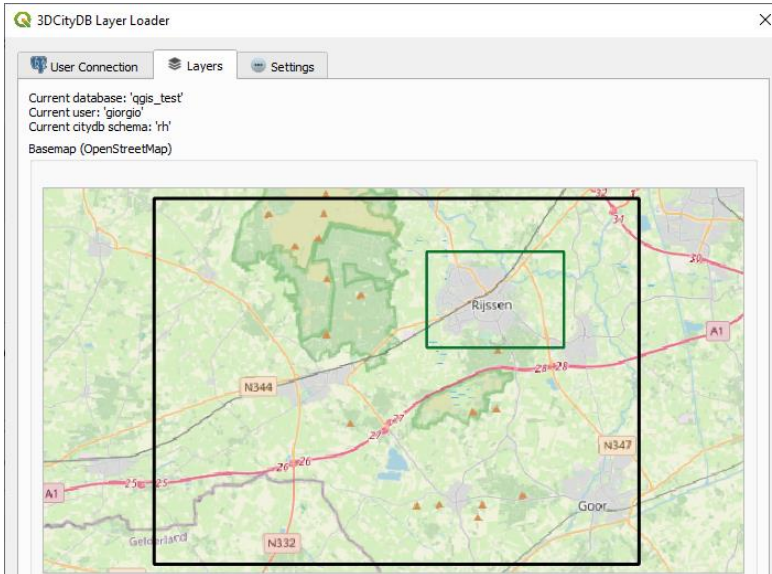 3DCityDB Layer Loader
User Connection
Layers
Settings
Current database: 'qgis_test'
Current user: 'giorgio'
Current citydb schema: 'rh'
Basemap (OpenStreetMap)
32
1
31
30
Rijssen
A1
28 28
N344
27
27
N347
26 26
25 25
A1
Goor
Gelderland
N332